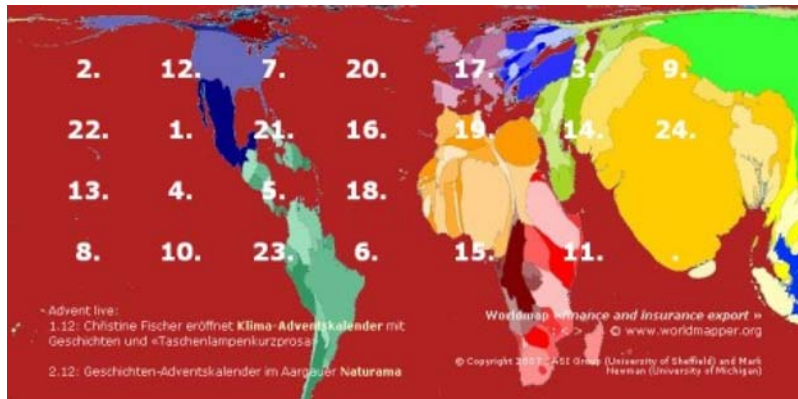 2. 12. 7. 20. 17. 3. 9.
22. 1. 21. 16. 19. 14. 24.
13. 4. 5. 18.
8. 10. 23. 6. 15. 11. .
Advent live:
1.12: Christine Fischer eröffnet Klima-Adventskalender mit
Geschichten und «Taschenlampenkurzprosa»
2.12: Geschichten-Adventskalender im Aargauer Naturama
Worldmap «finance and insurance export »
< > © www.worldmapper.org
© Copyright 2007 SASI Group (University of Sheffield) and Mark
Newman (University of Michigan)